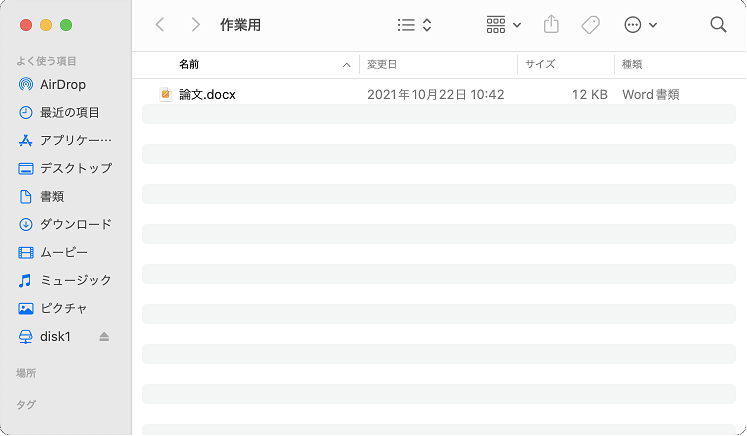 作業用
よく使う項目
AirDrop
最近の項目
アプリケー…
デスクトップ
書類
ダウンロード
ムービー
ミュージック
ピクチャ
disk1
場所
タグ
名前 変更日 サイズ 種類
論文.docx 2021年10月22日 10:42 12 KB Word書類